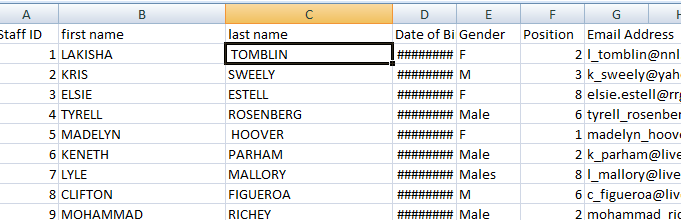 A B C D E F G H
Staff ID first name last name Date of Bi Gender Position Email Address
1 LAKISHA TOMBLIN ######## F 2 l_tomblin@nnl
2 KRIS SWEELY ######## M 3 k_sweely@yah
3 ELSIE ESTELL ######## F 8 elsie.estell@rrg
4 TYRELL ROSENBERG ######## Male 6 tyrell_rosenber
5 MADELYN HOOVER ######## F 1 madelyn_hoov
6 KENETH PARHAM ######## Male 2 k_parham@live
7 LYLE MALLORY ######## Males 8 l_mallory@live
8 CLIFTON FIGUEROA ######## M 6 c_figueroa@live
9 MOHAMMAD RICHEY ######## Male 2 mohammad_ric